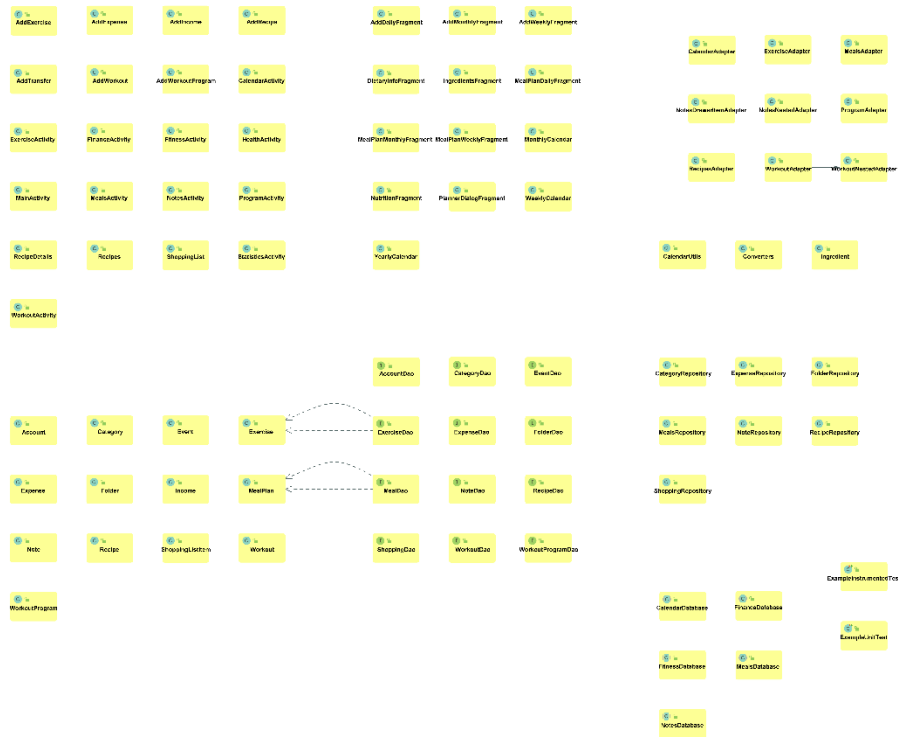 AddExercise
AddExpense
AddIncome
AddRecipe
AddDailyFragment
AddMonthlyFragment
AddWeeklyFragment
CalendarAdapter
ExerciseAdapter
MealsAdapter
AddTransfer
AddWorkout
AddWorkoutProgram
CalendarActivity
DietaryInfoFragment
IngredientsFragment
MealPlanDailyFragment
NotesDrawerItemAdapter
NotesNestedAdapter
ProgramAdapter
ExerciseActivity
FinanceActivity
FitnessActivity
HealthActivity
MealPlanMonthlyFragment
MealPlanWeeklyFragment
MonthlyCalendar
RecipesAdapter
WorkoutAdapter
WorkoutNestedAdapter
MainActivity
MealsActivity
NotesActivity
ProgramActivity
NutritionFragment
PlannerDialogFragment
WeeklyCalendar
RecipeDetails
Recipes
ShoppingList
StatisticsActivity
YearlyCalendar
CalendarUtils
Converters
Ingredient
WorkoutActivity
AccountDao
CategoryDao
EventDao
CategoryRepository
ExpenseRepository
FolderRepository
Account
Category
Event
Exercise
ExerciseDao
ExpenseDao
FolderDao
MealsRepository
NoteRepository
RecipeRepository
Expense
Folder
Income
MealPlan
MealDao
NoteDao
RecipeDao
ShoppingRepository
Note
Recipe
ShoppingListItem
Workout
ShoppingDao
WorkoutDao
WorkoutProgramDao
ExampleInstrumentedTes
WorkoutProgram
CalendarDatabase
FinanceDatabase
ExampleUnitTest
FitnessDatabase
MealsDatabase
NotesDatabase